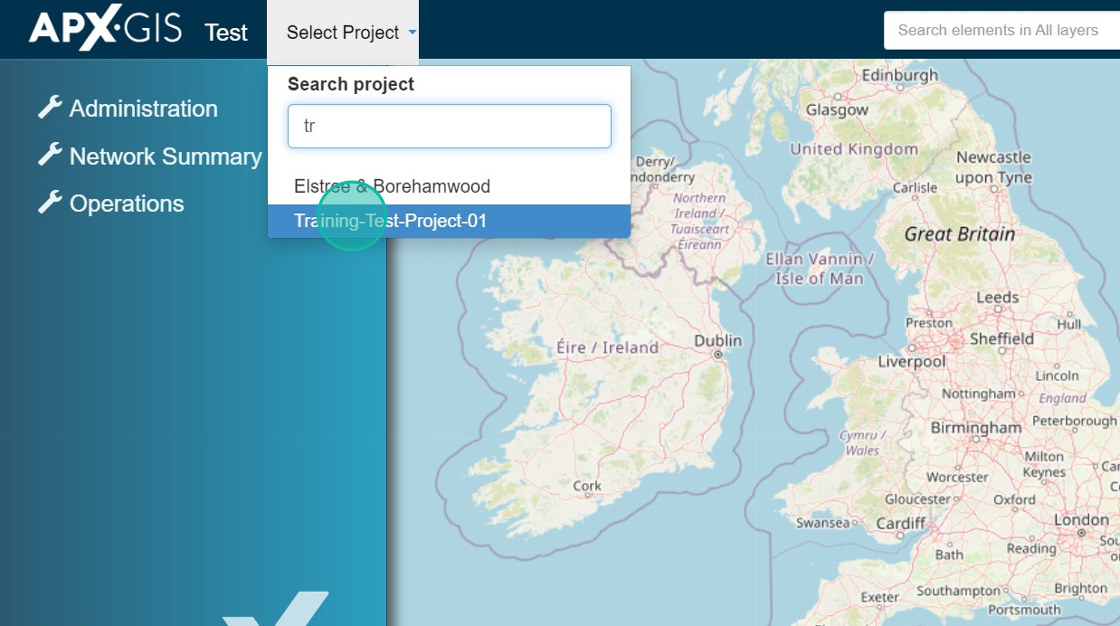 APX·GIS Test
Select Project
Search elements in All layers
Administration
Network Summary
Operations
Search project
tr
Elstree & Borehamwood
Training-Test-Project-01
Edinburgh
Glasgow
United Kingdom
Derry/
ndonderry
Newcastle
upon Tyne
Carlisle
Northern
Ireland /
Tuaisceart
Éireann
Great Britain
Ellan Vannin /
Isle of Man
Leeds
Preston
Hull
Sheffield
Dublin
Éire / Ireland
Liverpool
Lincoln
Nottingham
England
Peterborough
Birmingham
Cymru /
Wales
Milton
Keynes
Worcester
Gloucester
Oxford
Cork
Swansea
Cardiff
London
Reading
Bath
Exeter
Southampton
Brighton
Portsmouth